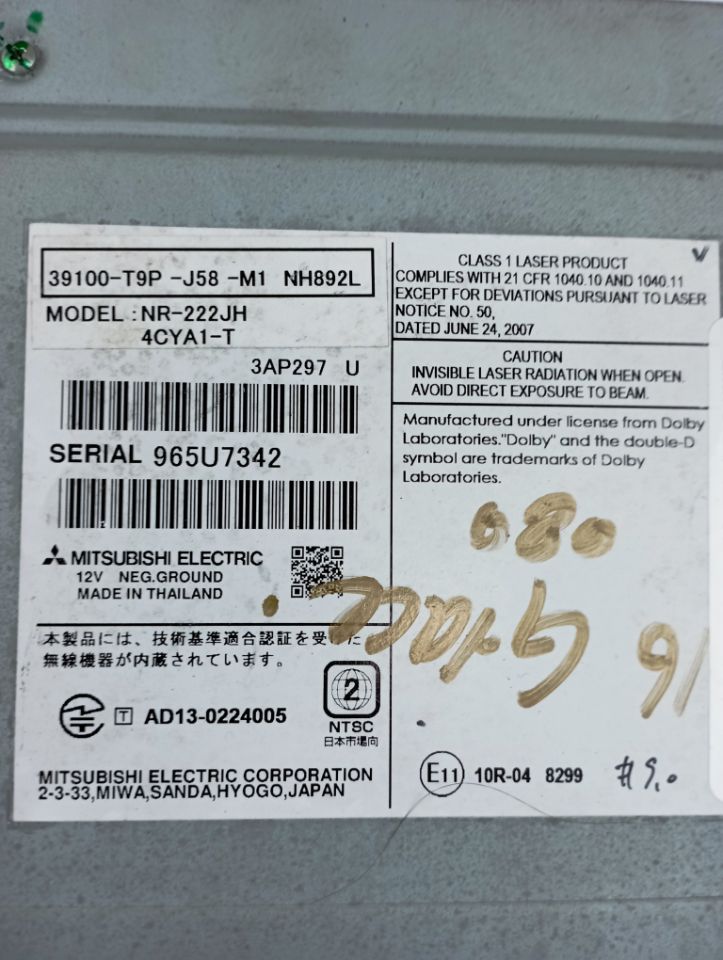 39100-T9P -J58 -M1 NH892L
MODEL : NR-222JH
4CYA1-T
3AP297 U
SERIAL 965U7342
MITSUBISHI ELECTRIC
12V NEG.GROUND
MADE IN THAILAND
本製品には、技術基準適合認証を受けた
無線機器が内蔵されています。
T AD13-0224005
2
NTSC
日本市場向
MITSUBISHI ELECTRIC CORPORATION
2-3-33,MIWA,SANDA,HYOGO,JAPAN
CLASS 1 LASER PRODUCT
COMPLIES WITH 21 CFR 1040.10 AND 1040.11
EXCEPT FOR DEVIATIONS PURSUANT TO LASER
NOTICE NO. 50,
DATED JUNE 24, 2007
CAUTION
INVISIBLE LASER RADIATION WHEN OPEN.
AVOID DIRECT EXPOSURE TO BEAM.
Manufactured under license from Dolby
Laboratories."Dolby" and the double-D
symbol are trademarks of Dolby
Laboratories.
E11 10R-04 8299